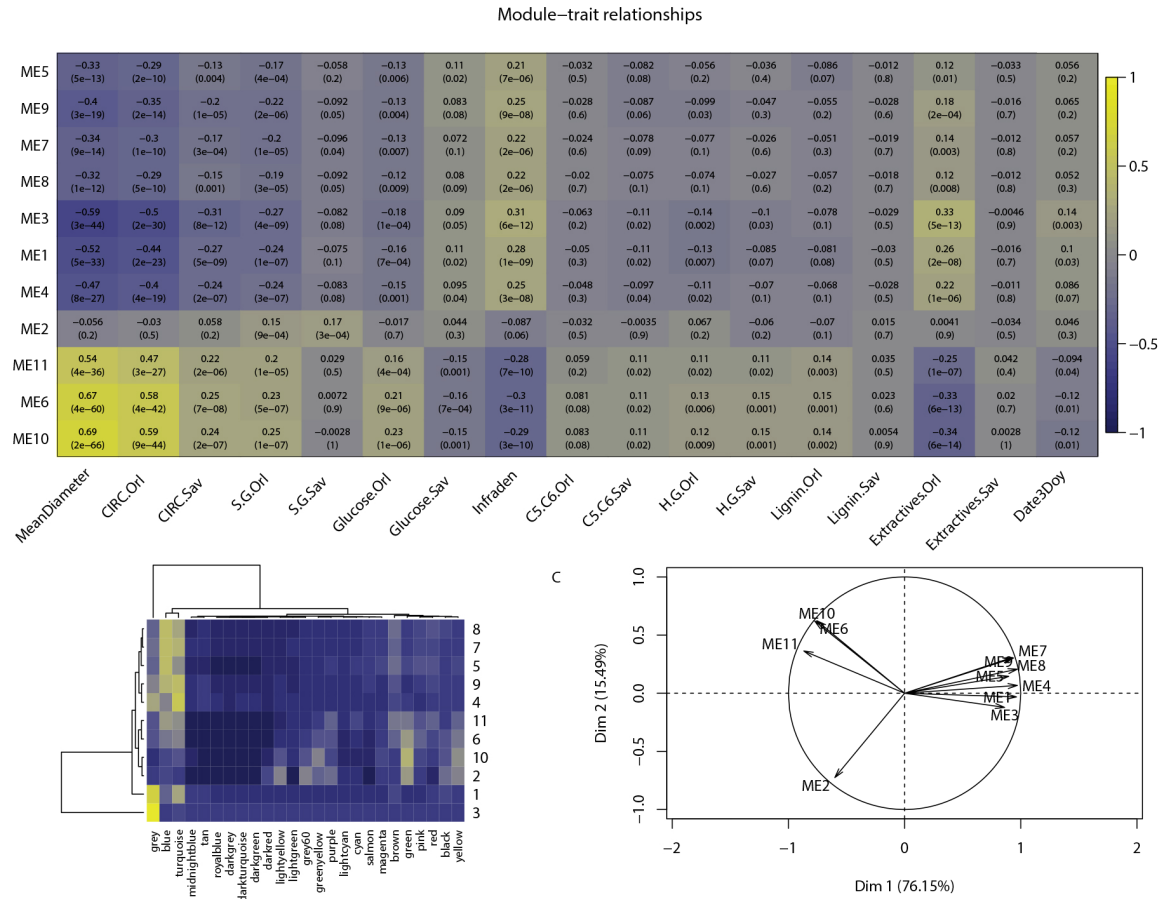 Module−trait relationships
ME5 −0.33 −0.29 −0.13 −0.17 −0.058 −0.13 0.11 0.21 −0.032 −0.082 −0.056 −0.036 −0.086 −0.012 0.12 −0.033 0.056
(5e−13) (2e−10) (0.004) (4e−04) (0.2) (0.006) (0.02) (7e−06) (0.5) (0.08) (0.2) (0.4) (0.07) (0.8) (0.01) (0.5) (0.2)
ME9 −0.4 −0.35 −0.2 −0.22 −0.092 −0.13 0.083 0.25 −0.028 −0.087 −0.099 −0.047 −0.055 −0.028 0.18 −0.016 0.065
(3e−19) (2e−14) (1e−05) (2e−06) (0.05) (0.004) (0.08) (9e−08) (0.6) (0.06) (0.03) (0.3) (0.2) (0.6) (2e−04) (0.7) (0.2)
ME7 −0.34 −0.3 −0.17 −0.2 −0.096 −0.13 0.072 0.22 −0.024 −0.078 −0.077 −0.026 −0.051 −0.019 0.14 −0.012 0.057
(9e−14) (1e−10) (3e−04) (1e−05) (0.04) (0.007) (0.1) (2e−06) (0.6) (0.09) (0.1) (0.6) (0.3) (0.7) (0.003) (0.8) (0.2)
ME8 −0.32 −0.29 −0.15 −0.19 −0.092 −0.12 0.08 0.22 −0.02 −0.075 −0.074 −0.027 −0.057 −0.018 0.12 −0.012 0.052
(1e−12) (5e−10) (0.001) (3e−05) (0.05) (0.009) (0.09) (2e−06) (0.7) (0.1) (0.1) (0.6) (0.2) (0.7) (0.008) (0.8) (0.3)
ME3 −0.59 −0.5 −0.31 −0.27 −0.082 −0.18 0.09 0.31 −0.063 −0.11 −0.14 −0.1 −0.078 −0.029 0.33 −0.0046 0.14
(3e−44) (2e−30) (8e−12) (4e−09) (0.08) (1e−04) (0.05) (6e−12) (0.2) (0.02) (0.002) (0.03) (0.1) (0.5) (5e−13) (0.9) (0.003)
ME1 −0.52 −0.44 −0.27 −0.24 −0.075 −0.16 0.11 0.28 −0.05 −0.11 −0.13 −0.085 −0.081 −0.03 0.26 −0.016 0.1
(5e−33) (2e−23) (5e−09) (1e−07) (0.1) (7e−04) (0.02) (1e−09) (0.3) (0.02) (0.007) (0.07) (0.08) (0.5) (2e−08) (0.7) (0.03)
ME4 −0.47 −0.4 −0.24 −0.24 −0.083 −0.15 0.095 0.25 −0.048 −0.097 −0.11 −0.07 −0.068 −0.028 0.22 −0.011 0.086
(8e−27) (4e−19) (2e−07) (3e−07) (0.08) (0.001) (0.04) (3e−08) (0.3) (0.04) (0.02) (0.1) (0.1) (0.5) (1e−06) (0.8) (0.07)
ME2 −0.056 −0.03 0.058 0.15 0.17 −0.017 0.044 −0.087 −0.032 −0.0035 0.067 −0.06 −0.07 0.015 0.0041 −0.034 0.046
(0.2) (0.5) (0.2) (9e−04) (3e−04) (0.7) (0.3) (0.06) (0.5) (0.9) (0.2) (0.2) (0.1) (0.7) (0.9) (0.5) (0.3)
ME11 0.54 0.47 0.22 0.2 0.029 0.16 −0.15 −0.28 0.059 0.11 0.11 0.11 0.14 0.035 −0.25 0.042 −0.094
(4e−36) (3e−27) (2e−06) (1e−05) (0.5) (4e−04) (0.001) (7e−10) (0.2) (0.02) (0.02) (0.02) (0.003) (0.5) (1e−07) (0.4) (0.04)
ME6 0.67 0.58 0.25 0.23 0.0072 0.21 −0.16 −0.3 0.081 0.11 0.13 0.15 0.15 0.023 −0.33 0.02 −0.12
(4e−60) (4e−42) (7e−08) (5e−07) (0.9) (9e−06) (7e−04) (3e−11) (0.08) (0.02) (0.006) (0.001) (0.001) (0.6) (6e−13) (0.7) (0.01)
ME10 0.69 0.59 0.24 0.25 −0.0028 0.23 −0.15 −0.29 0.083 0.11 0.12 0.15 0.14 0.0054 −0.34 0.0028 −0.12
(2e−66) (9e−44) (2e−07) (1e−07) (1) (1e−06) (0.001) (3e−10) (0.08) (0.02) (0.009) (0.001) (0.002) (0.9) (6e−14) (1) (0.01)
1
0.5
0
−0.5
−1
MeanDiameter CIRC.Orl CIRC.Sav S.G.Orl S.G.Sav Glucose.Orl Glucose.Sav Infraden C5.C6.Orl C5.C6.Sav H.G.Orl H.G.Sav Lignin.Orl Lignin.Sav Extractives.Orl Extractives.Sav Date3Doy
8
7
5
9
4
11
6
10
2
1
3
grey blue turquoise midnightblue tan royalblue darkgrey darkturquoise darkgreen darkred lightyellow lightgreen grey60 greenyellow purple lightcyan cyan salmon magenta brown green pink red black yellow
C
Dim 2 (15.49%)
1.0
0.5
0.0
−0.5
−1.0
ME10
ME6
ME11
ME7
ME9
ME8
ME5
ME4
ME1
ME3
ME2
−2 −1 0 1 2
Dim 1 (76.15%)